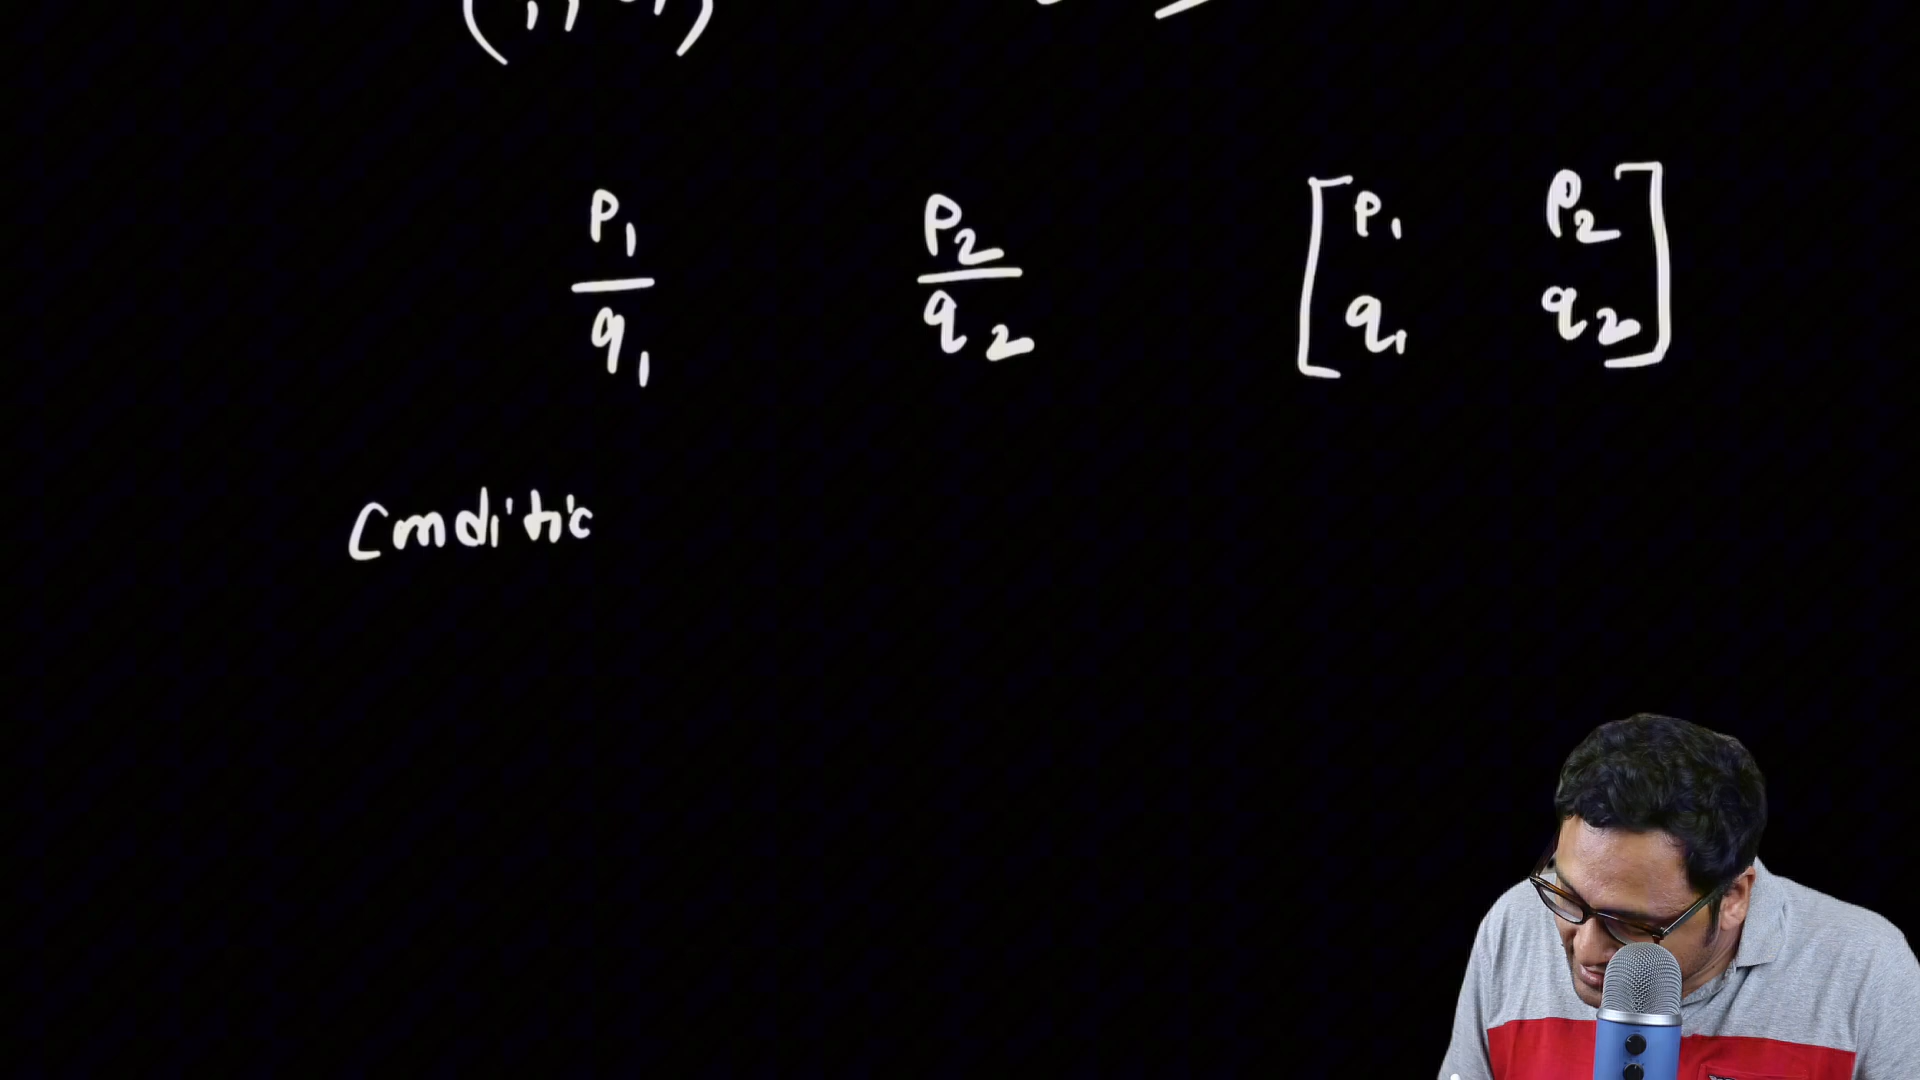 p₁ p₂ p₁ p₂
q₁ q₂ q₁ q₂
Conditio